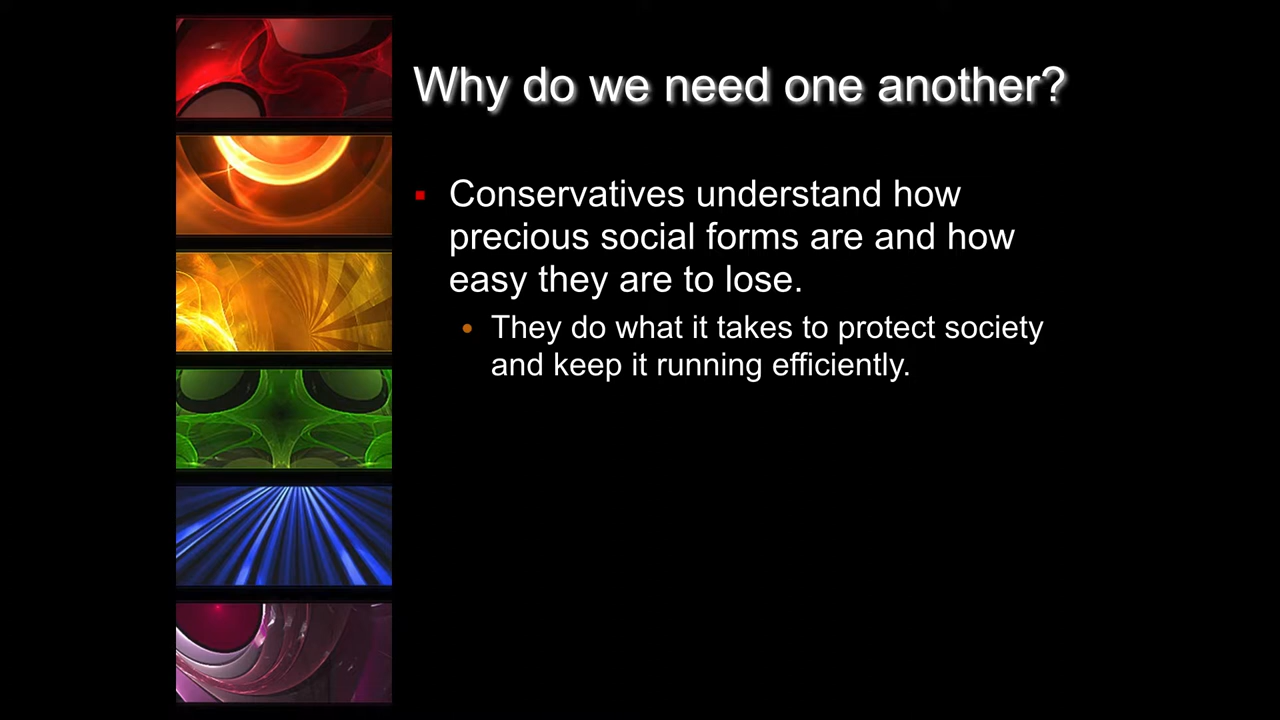 Why do we need one another?
Conservatives understand how
precious social forms are and how
easy they are to lose.
They do what it takes to protect society
and keep it running efficiently.